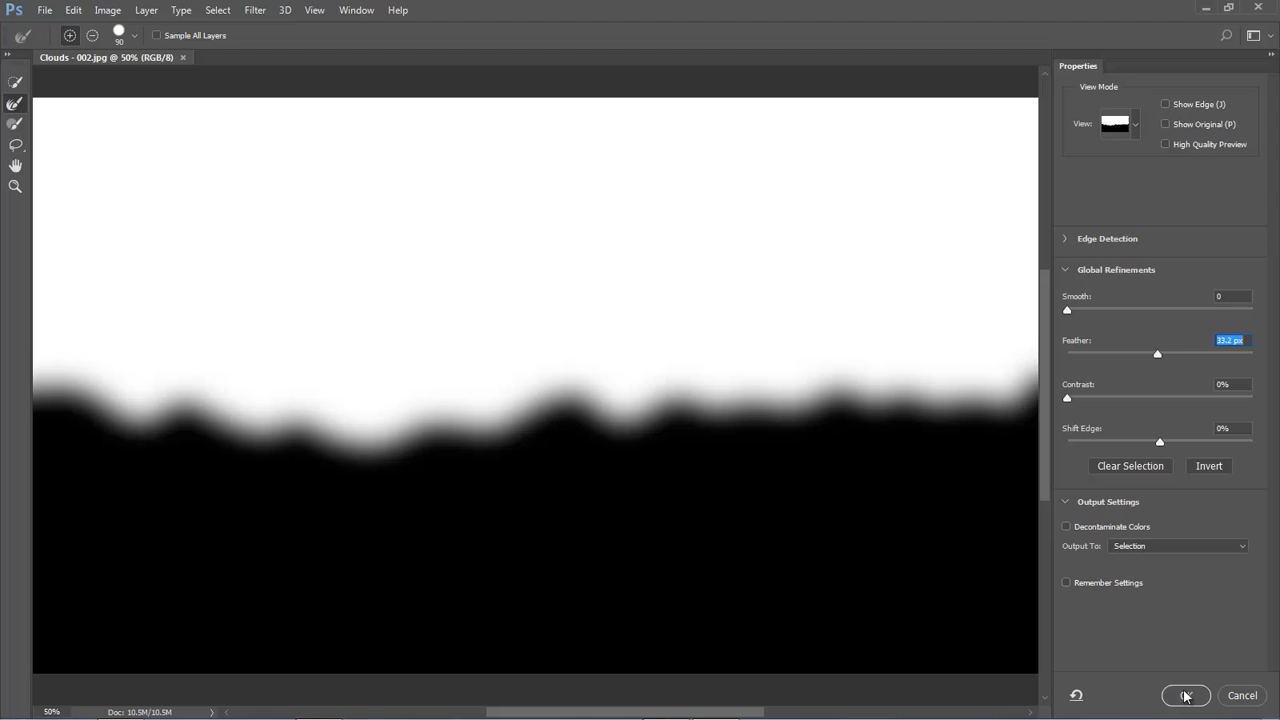 Ps File Edit Image Layer Type Select Filter 3D View Window Help
90 Sample All Layers
Clouds - 002.jpg @ 50% (RGB/8) ×
Properties
View Mode
Show Edge (J)
View: Show Original (P)
High Quality Preview
Edge Detection
Global Refinements
Smooth: 0
Feather: 33.2 px
Contrast: 0%
Shift Edge: 0%
Clear Selection Invert
Output Settings
Decontaminate Colors
Output To: Selection
Remember Settings
Cancel
50% Doc: 10.5M/10.5M